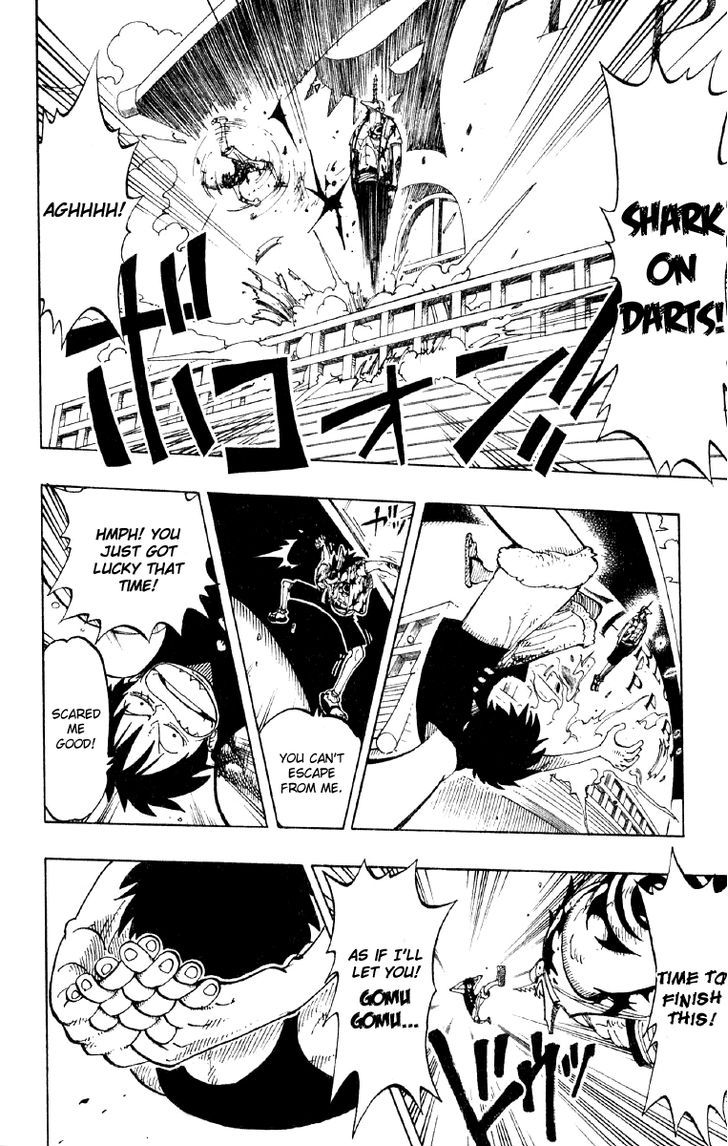 SHARK
ON
DARTS!
AGHHHH!
ボコォン!!
YOU CAN'T
ESCAPE
FROM ME.
HMPH! YOU
JUST GOT
LUCKY THAT
TIME!
SCARED
ME
GOOD!
TIME TO
FINISH
THIS!
AS IF I'LL
LET YOU!
GOMU
GOMU...